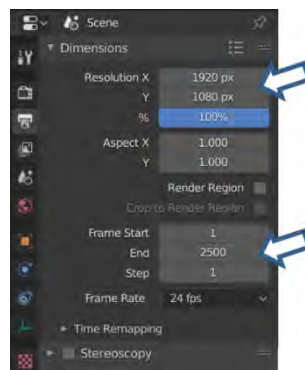 Scene
Dimensions
Resolution X 1920 px
Y 1080 px
% 100%
Aspect X 1.000
Y 1.000
Render Region
Crop to Render Region
Frame Start 1
End 2500
Step 1
Frame Rate 24 fps
Time Remapping
Stereoscopy